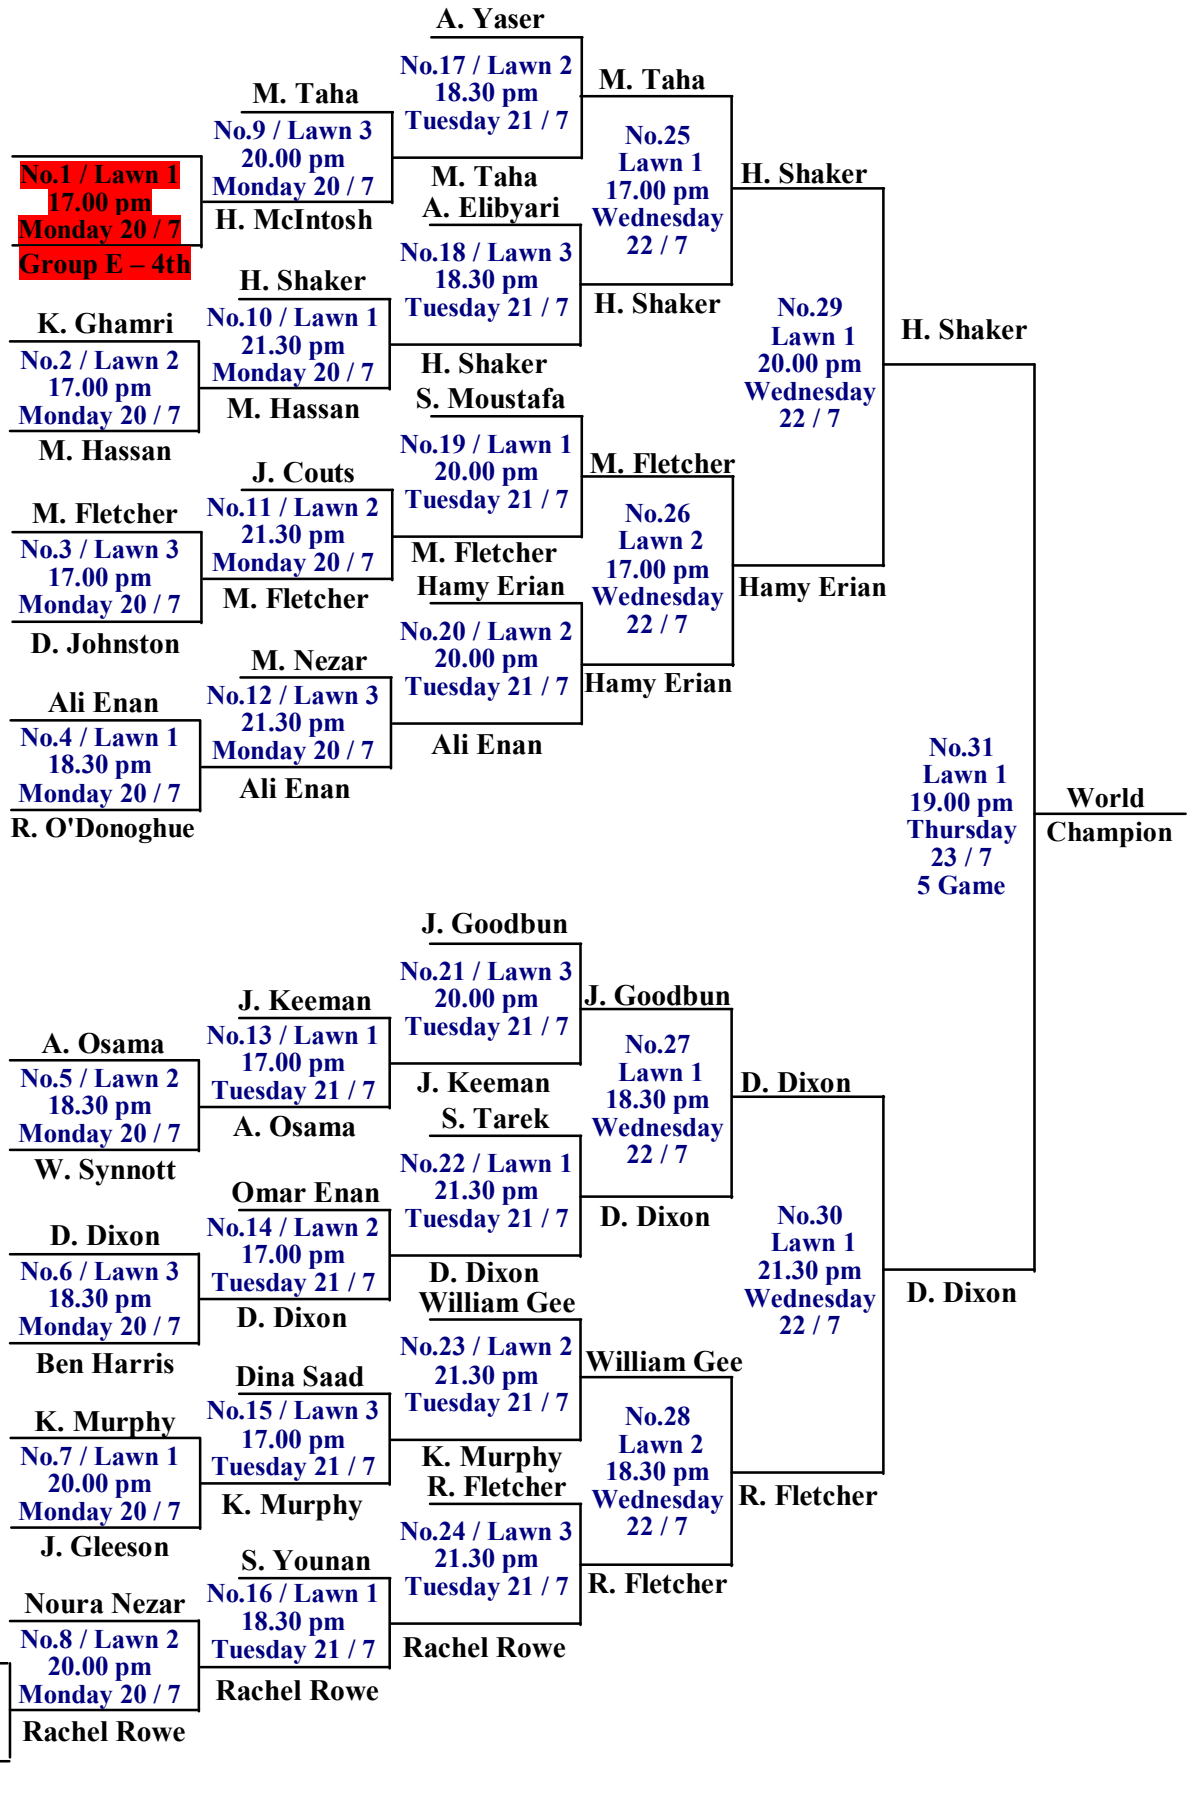 No.1 / Lawn 1
17.00 pm
Monday 20 / 7
Group E – 4th
K. Ghamri
No.2 / Lawn 2
17.00 pm
Monday 20 / 7
M. Hassan
M. Fletcher
No.3 / Lawn 3
17.00 pm
Monday 20 / 7
D. Johnston
Ali Enan
No.4 / Lawn 1
18.30 pm
Monday 20 / 7
R. O'Donoghue
A. Osama
No.5 / Lawn 2
18.30 pm
Monday 20 / 7
W. Synnott
D. Dixon
No.6 / Lawn 3
18.30 pm
Monday 20 / 7
Ben Harris
K. Murphy
No.7 / Lawn 1
20.00 pm
Monday 20 / 7
J. Gleeson
Noura Nezar
No.8 / Lawn 2
20.00 pm
Monday 20 / 7
Rachel Rowe
M. Taha
No.9 / Lawn 3
20.00 pm
Monday 20 / 7
H. McIntosh
H. Shaker
No.10 / Lawn 1
21.30 pm
Monday 20 / 7
M. Hassan
J. Couts
No.11 / Lawn 2
21.30 pm
Monday 20 / 7
M. Fletcher
M. Nezar
No.12 / Lawn 3
21.30 pm
Monday 20 / 7
Ali Enan
J. Keeman
No.13 / Lawn 1
17.00 pm
Tuesday 21 / 7
A. Osama
Omar Enan
No.14 / Lawn 2
17.00 pm
Tuesday 21 / 7
D. Dixon
Dina Saad
No.15 / Lawn 3
17.00 pm
Tuesday 21 / 7
K. Murphy
S. Younan
No.16 / Lawn 1
18.30 pm
Tuesday 21 / 7
Rachel Rowe
A. Yaser
No.17 / Lawn 2
18.30 pm
Tuesday 21 / 7
M. Taha
A. Elibyari
No.18 / Lawn 3
18.30 pm
Tuesday 21 / 7
H. Shaker
S. Moustafa
No.19 / Lawn 1
20.00 pm
Tuesday 21 / 7
M. Fletcher
Hamy Erian
No.20 / Lawn 2
20.00 pm
Tuesday 21 / 7
Ali Enan
J. Goodbun
No.21 / Lawn 3
20.00 pm
Tuesday 21 / 7
J. Keeman
S. Tarek
No.22 / Lawn 1
21.30 pm
Tuesday 21 / 7
D. Dixon
William Gee
No.23 / Lawn 2
21.30 pm
Tuesday 21 / 7
K. Murphy
R. Fletcher
No.24 / Lawn 3
21.30 pm
Tuesday 21 / 7
Rachel Rowe
M. Taha
No.25
Lawn 1
17.00 pm
Wednesday
22 / 7
H. Shaker
M. Fletcher
No.26
Lawn 2
17.00 pm
Wednesday
22 / 7
Hamy Erian
J. Goodbun
No.27
Lawn 1
18.30 pm
Wednesday
22 / 7
D. Dixon
William Gee
No.28
Lawn 2
18.30 pm
Wednesday
22 / 7
R. Fletcher
H. Shaker
No.29
Lawn 1
20.00 pm
Wednesday
22 / 7
Hamy Erian
D. Dixon
No.30
Lawn 1
21.30 pm
Wednesday
22 / 7
R. Fletcher
H. Shaker
No.31
Lawn 1
19.00 pm
Thursday
23 / 7
5 Game
D. Dixon
World
Champion